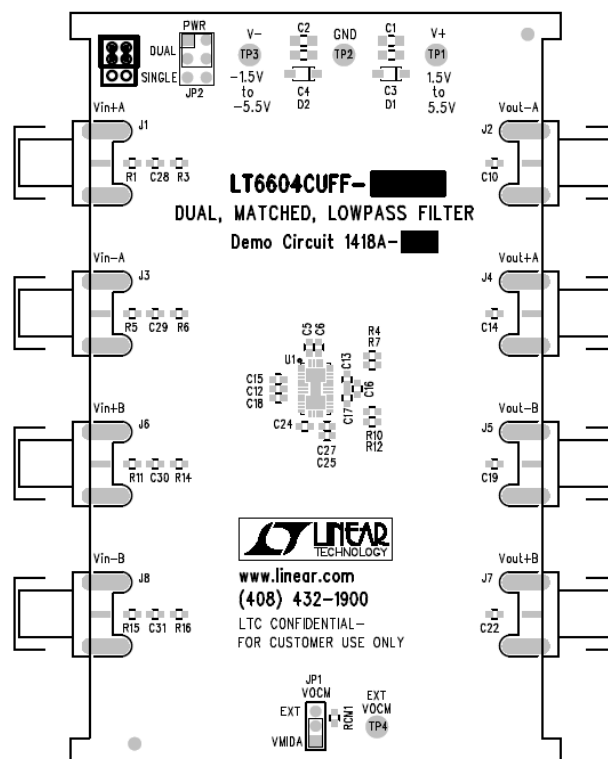 PWR
DUAL
SINGLE
JP2
V-
TP3
-1.5V
to
-5.5V
C2
C4
D2
GND
TP2
C1
C3
D1
V+
TP1
1.5V
to
5.5V
Vin+A
J1
R1 C28 R3
Vout-A
J2
C10
LT6604CUFF-
DUAL, MATCHED, LOWPASS FILTER
Demo Circuit 1418A-
Vin-A
J3
R5 C29 R6
Vout+A
J4
C14
C5 C6
U1
R4
R7
C15
C12
C18
C13
C16
C17
C24
C27
C25
R10
R12
Vin+B
J6
R11 C30 R14
Vout-B
J5
C19
LINEAR
TECHNOLOGY
www.linear.com
(408) 432-1900
LTC CONFIDENTIAL-
FOR CUSTOMER USE ONLY
Vin-B
J8
R15 C31 R16
Vout+B
J7
C22
JP1
VOCM
EXT
VMIDA
RCM1
EXT
VOCM
TP4